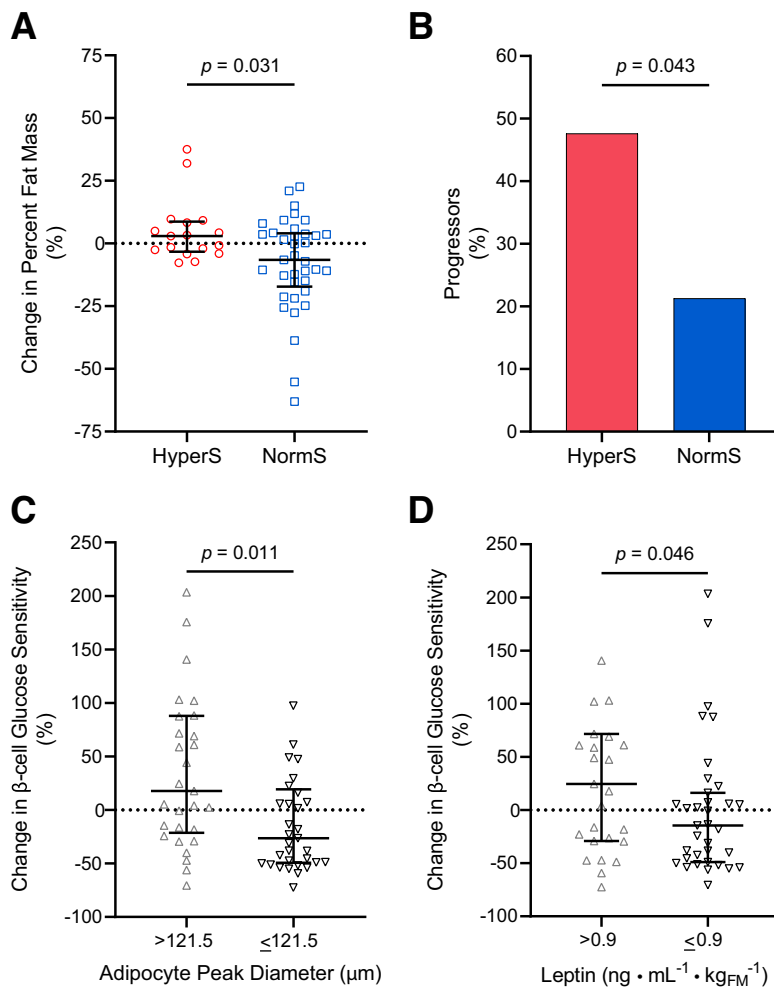 A
p = 0.031
Change in Percent Fat Mass
(%)
75
50
25
0
-25
-50
-75
HyperS
NormS
B
p = 0.043
Progressors
(%)
60
50
40
30
20
10
0
HyperS
NormS
C
p = 0.011
Change in β-cell Glucose Sensitivity
(%)
250
200
150
100
50
0
-50
-100
>121.5
≤121.5
Adipocyte Peak Diameter (μm)
D
p = 0.046
Change in β-cell Glucose Sensitivity
(%)
250
200
150
100
50
0
-50
-100
>0.9
≤0.9
Leptin (ng • mL⁻¹ • kg_FM⁻¹)